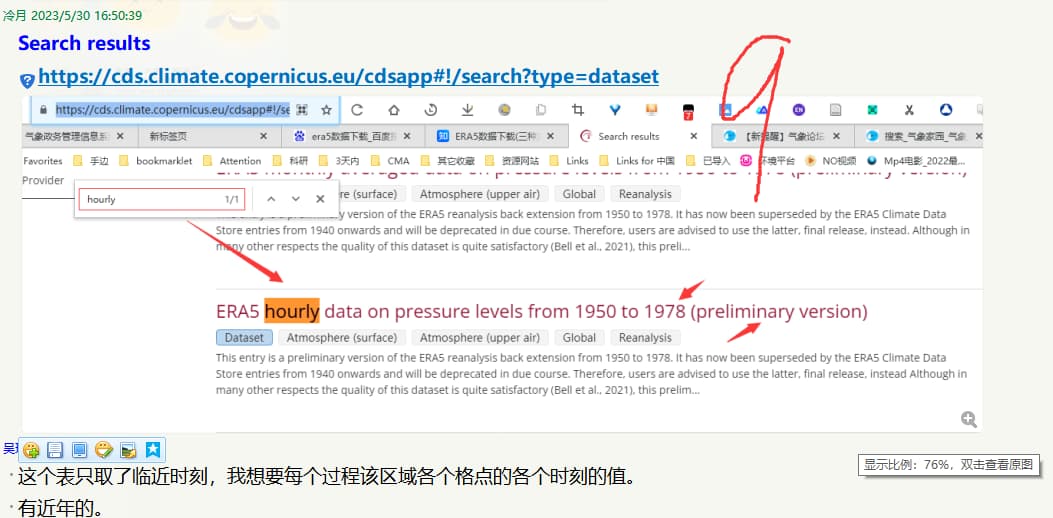 冷月 2023/5/30 16:50:39
Search results
https://cds.climate.copernicus.eu/cdsapp#!/search?type=dataset
https://cds.climate.copernicus.eu/cdsapp#!/se
7
EN
气象政务管理信息系
新标签页
era5数据下载_百度
知 ERA5数据下载(三种
Search results
【新提醒】气象论坛
搜索_气象家园_气象
Favorites 手边 bookmarklet Attention 科研 3天内 CMA 其它收藏 资源网站 Links Links for 中国 已导入 环境平台 NO视频 Mp4电影_2022最...
ERA5 monthly averaged data on pressure levels from 1950 to 1978 (preliminary version)
Provider
hourly 1/1
re (surface) Atmosphere (upper air) Global Reanalysis
version of the ERA5 reanalysis back extension from 1950 to 1978. It has now been superseded by the ERA5 Climate Data
Store entries from 1940 onwards and will be deprecated in due course. Therefore, users are advised to use the latter, final release, instead. Although in
many other respects the quality of this dataset is quite satisfactory (Bell et al., 2021), this preli...
ERA5 hourly data on pressure levels from 1950 to 1978 (preliminary version)
Dataset Atmosphere (surface) Atmosphere (upper air) Global Reanalysis
This entry is a preliminary version of the ERA5 reanalysis back extension from 1950 to 1978. It has now been superseded by the ERA5 Climate Data
Store entries from 1940 onwards and will be deprecated in due course. Therefore, users are advised to use the latter, final release, instead Although in
many other respects the quality of this dataset is quite satisfactory (Bell et al., 2021), this prelim...
吴
显示比例：76%，双击查看原图
这个表只取了临近时刻，我想要每个过程该区域各个格点的各个时刻的值。
有近年的。